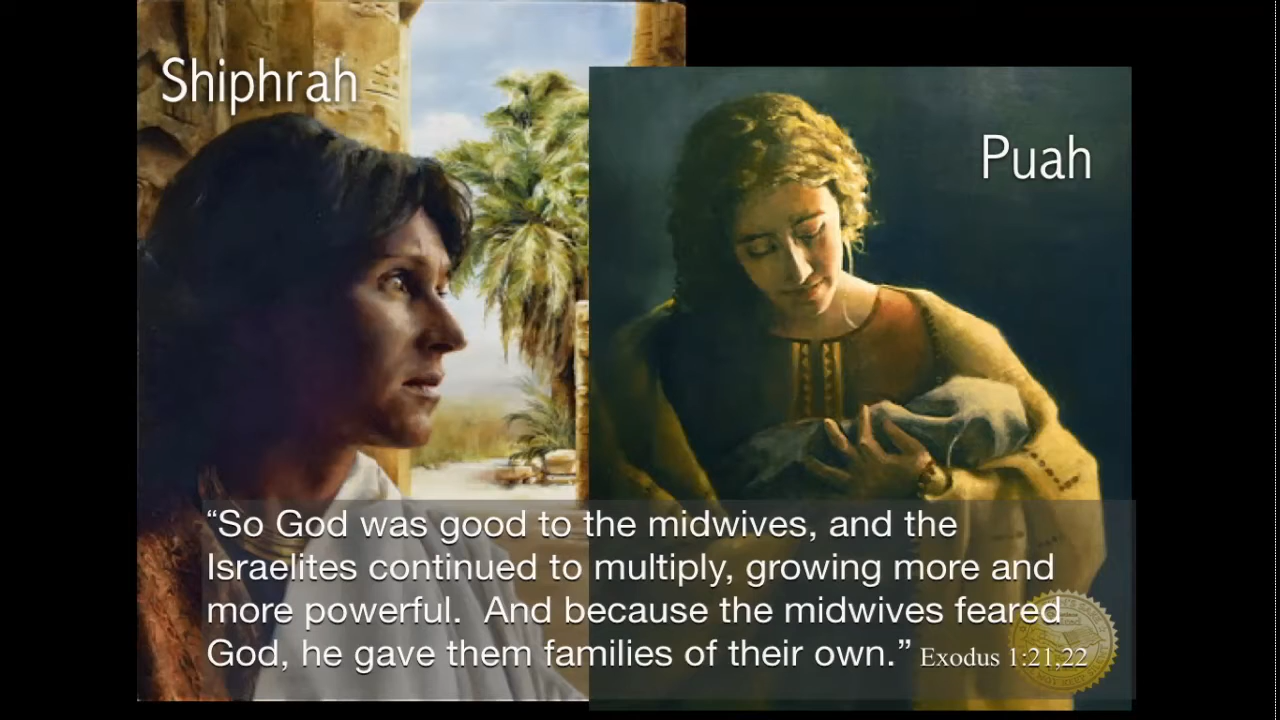 Shiphrah
Puah
“So God was good to the midwives, and the
Israelites continued to multiply, growing more and
more powerful.  And because the midwives feared
God, he gave them families of their own.” Exodus 1:21,22